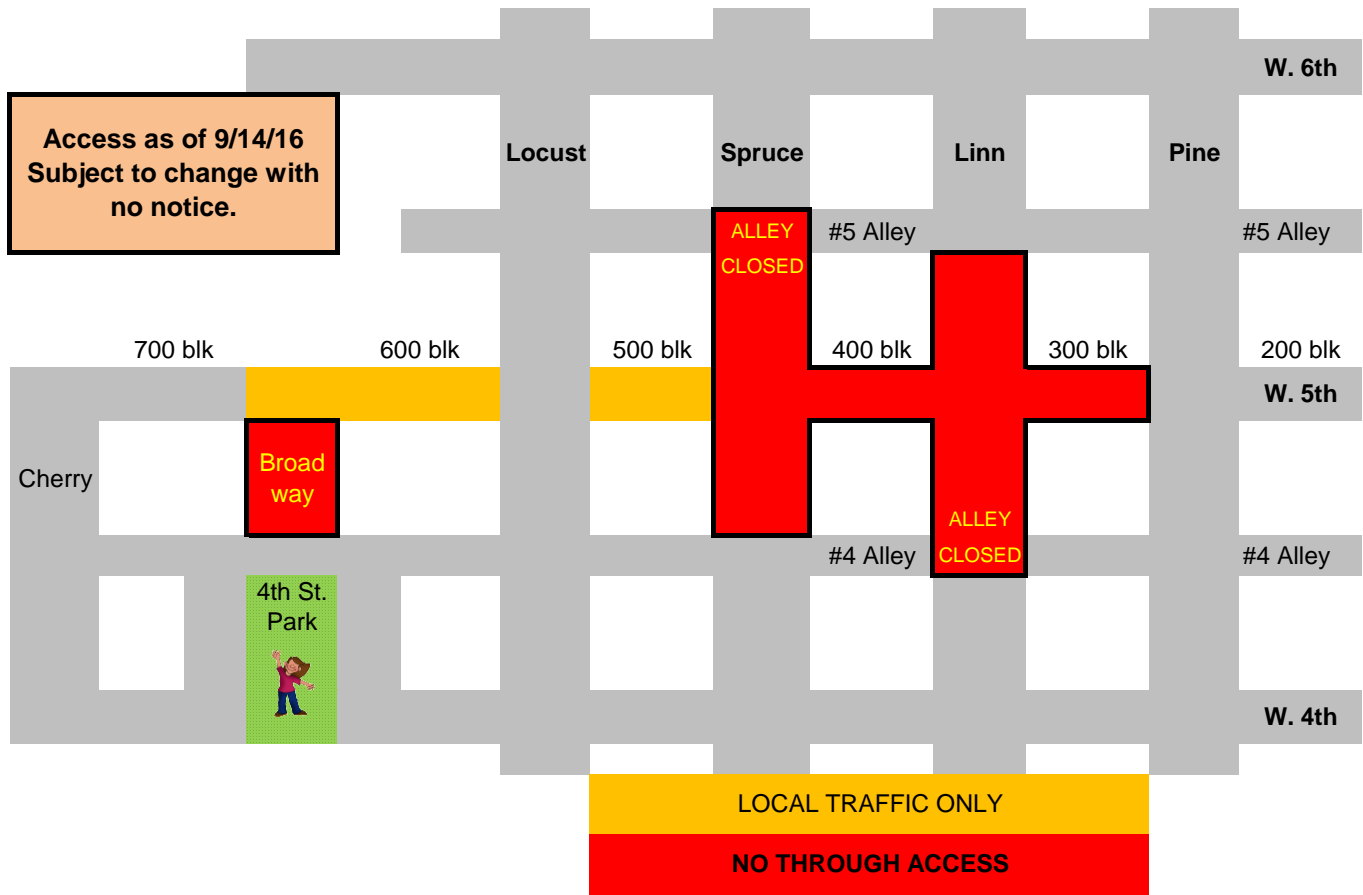 W. 6th
Access as of 9/14/16
Subject to change with
no notice.
Locust
Spruce
Linn
Pine
ALLEY
CLOSED
#5 Alley
#5 Alley
700 blk
600 blk
500 blk
400 blk
300 blk
200 blk
W. 5th
Cherry
Broad
way
ALLEY
CLOSED
#4 Alley
#4 Alley
4th St.
Park
W. 4th
LOCAL TRAFFIC ONLY
NO THROUGH ACCESS